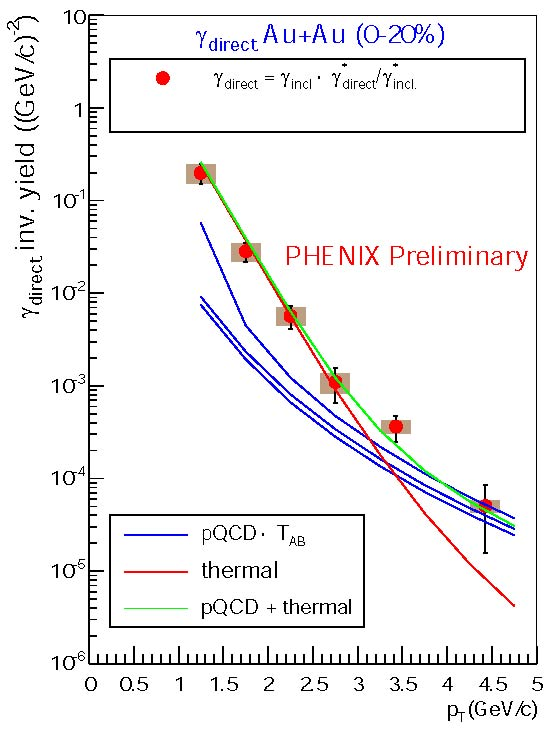 γdirect Au+Au (0-20%)
γdirect = γincl · γ*direct/γ*incl.
PHENIX Preliminary
γdirect inv. yield ((GeV/c)-2)
10
1
10-1
10-2
10-3
10-4
10-5
10-6
pQCD· TAB
thermal
pQCD + thermal
0 0.5 1 1.5 2 2.5 3 3.5 4 4.5 5
pT(GeV/c)